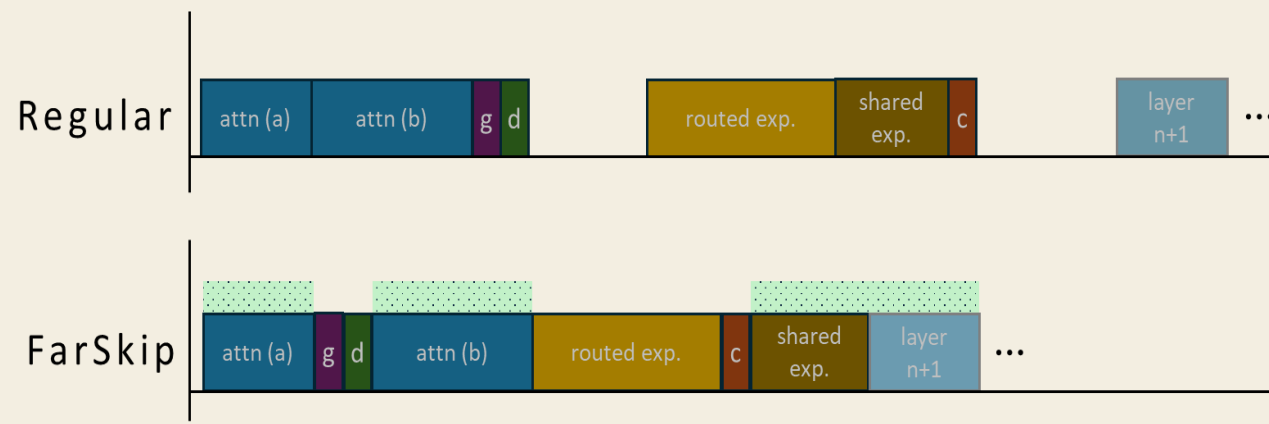 Regular
attn (a)
attn (b)
g
d
routed exp.
shared
exp.
c
layer
n+1
...
FarSkip
attn (a)
g
d
attn (b)
routed exp.
c
shared
exp.
layer
n+1
...